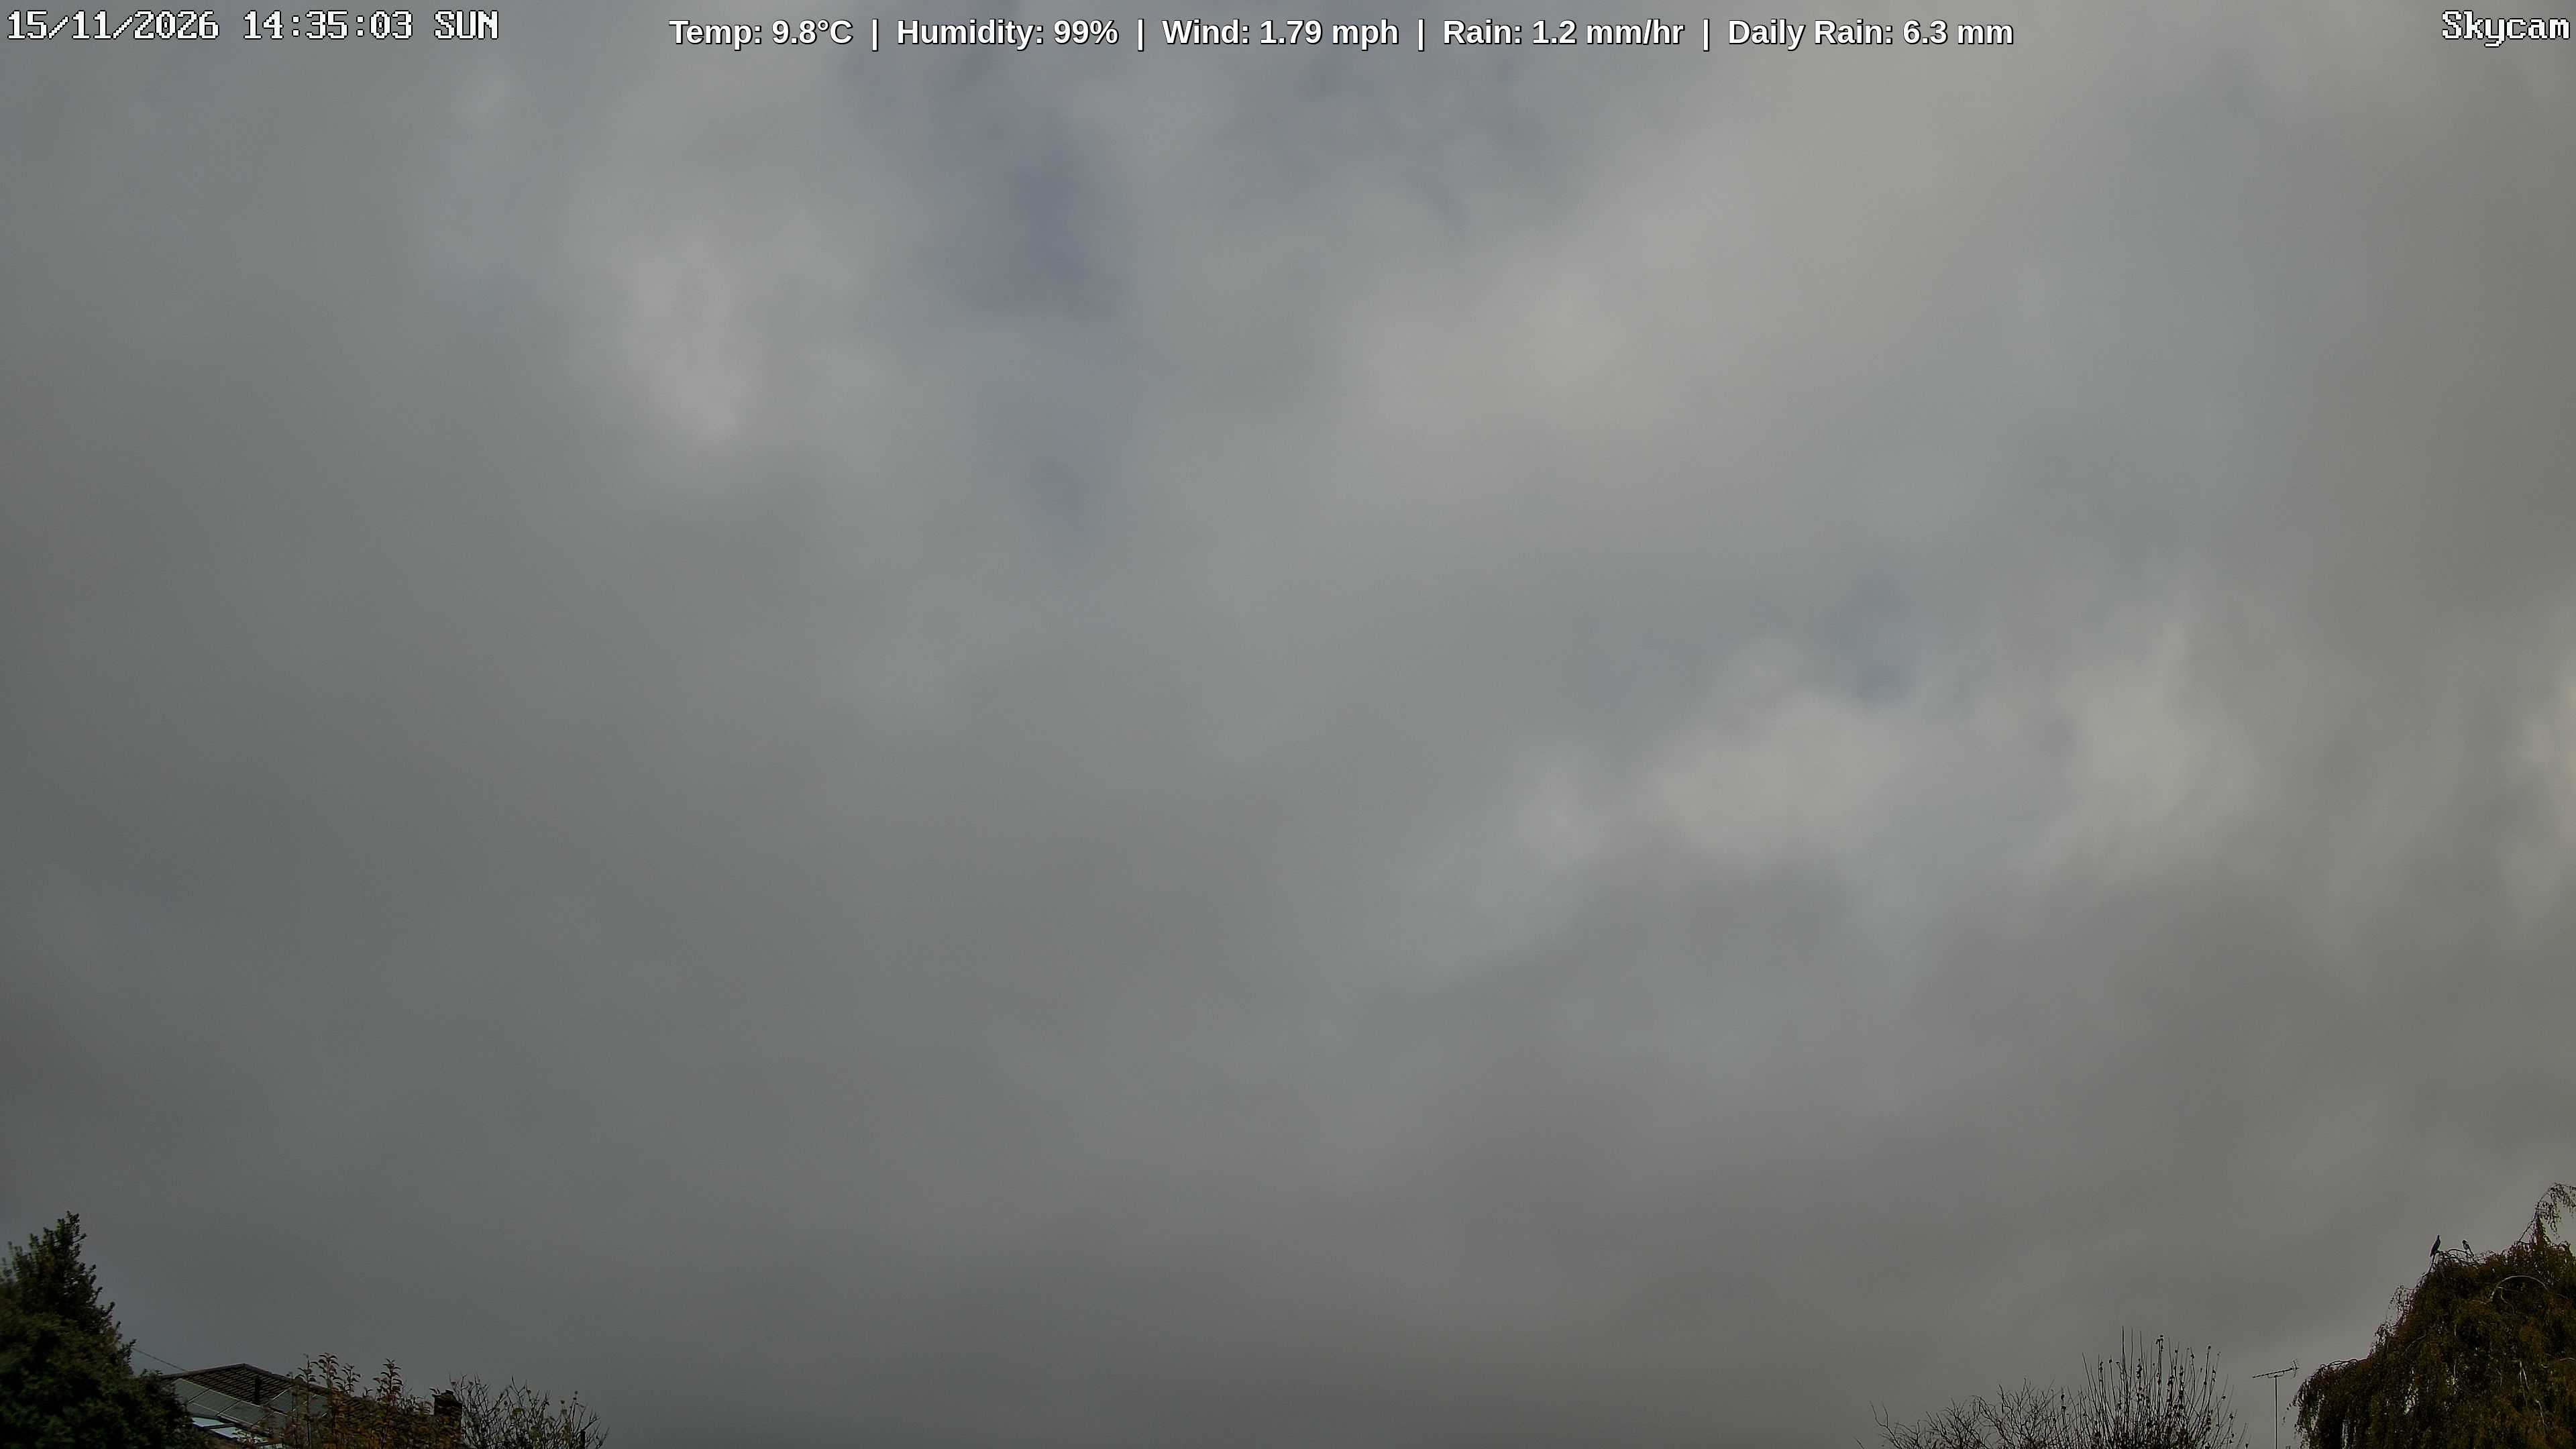 15/11/2026 14:35:03 SUN
Temp: 9.8°C | Humidity: 99% | Wind: 1.79 mph | Rain: 1.2 mm/hr | Daily Rain: 6.3 mm
Skycam